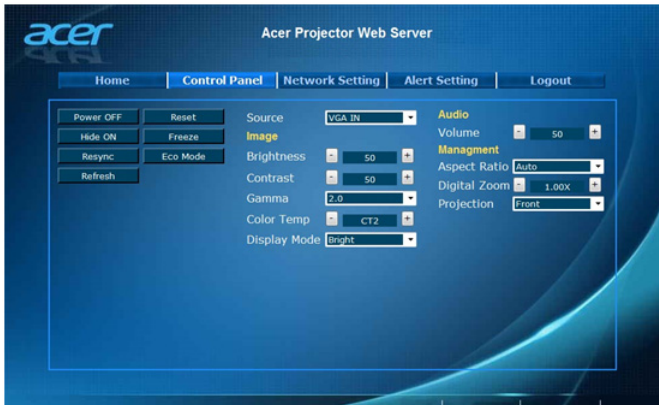 acer
Acer Projector Web Server
Home Control Panel Network Setting Alert Setting Logout
Power OFF Reset
Hide ON Freeze
Resync Eco Mode
Refresh
Source VGA IN
Image
Brightness - 50 +
Contrast - 50 +
Gamma 2.0
Color Temp - CT2 +
Display Mode Bright
Audio
Volume - 50 +
Managment
Aspect Ratio Auto
Digital Zoom - 1.00X +
Projection Front